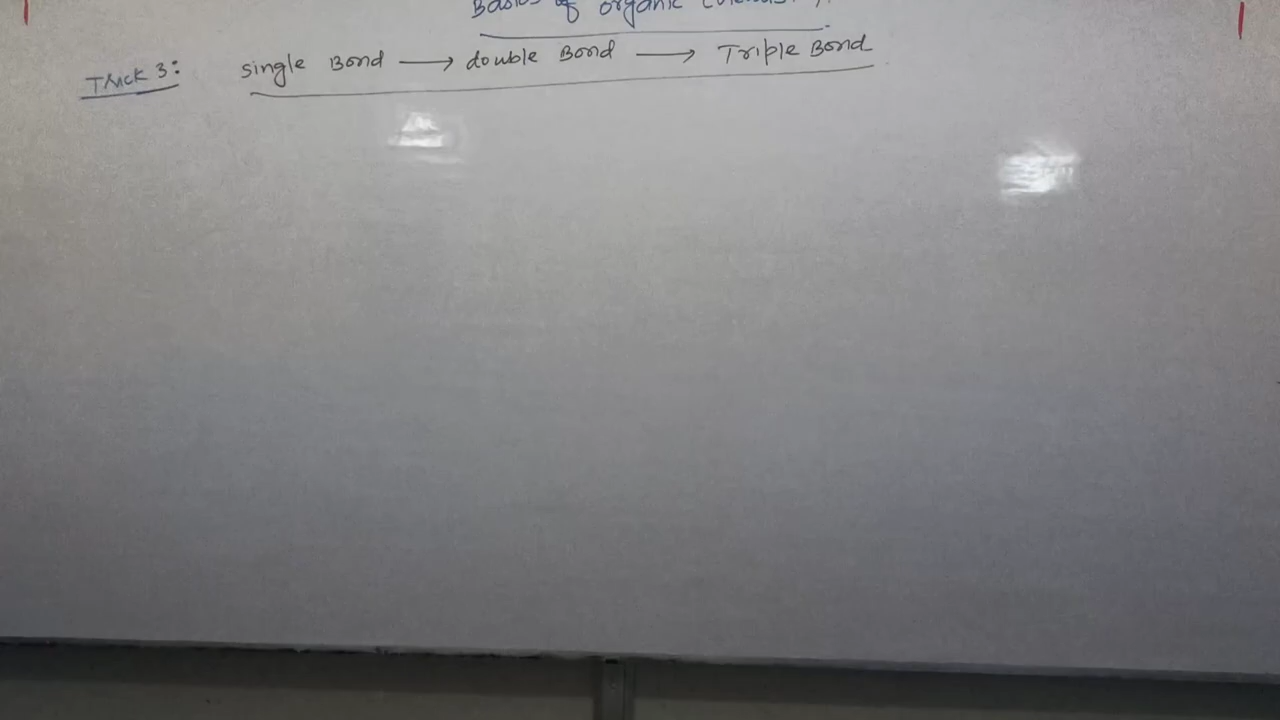 Basics of organic
Trick 3: single Bond → double Bond → Triple Bond